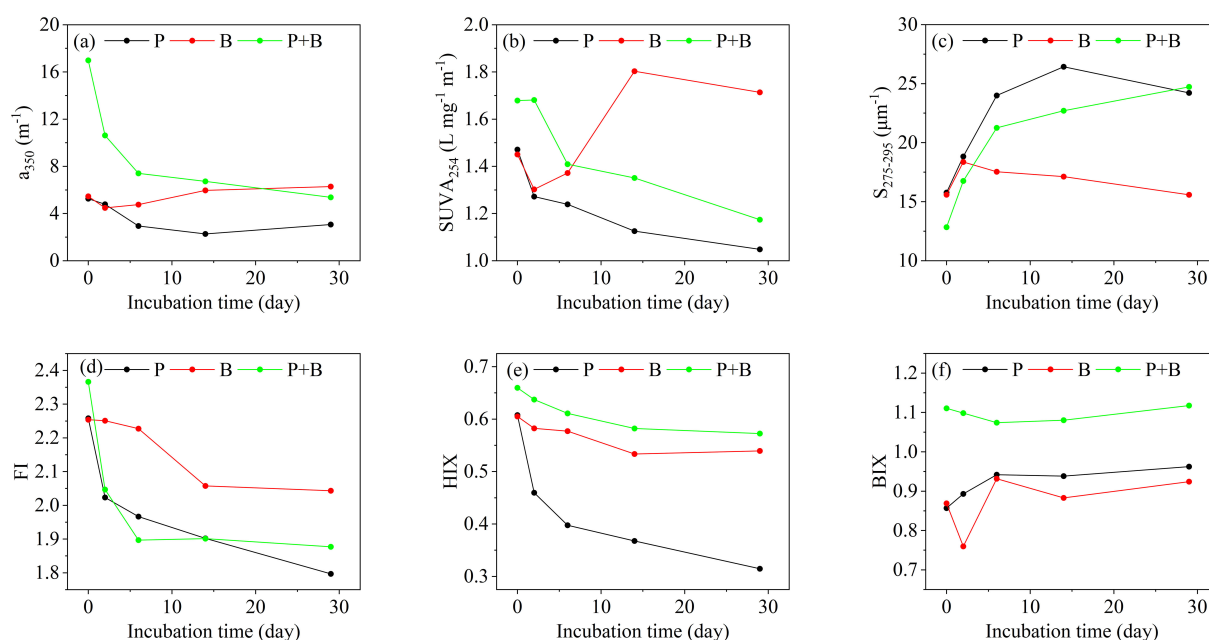 (a) P B P+B
20
16
12
8
4
0
a350 (m-1)
0 10 20 30
Incubation time (day)
(b) P B P+B
2.0
1.8
1.6
1.4
1.2
1.0
SUVA254 (L mg-1 m-1)
0 10 20 30
Incubation time (day)
(c) P B P+B
30
25
20
15
10
S275-295 (μm-1)
0 10 20 30
Incubation time (day)
(d) P B P+B
2.4
2.3
2.2
2.1
2.0
1.9
1.8
FI
0 10 20 30
Incubation time (day)
(e) P B P+B
0.7
0.6
0.5
0.4
0.3
HIX
0 10 20 30
Incubation time (day)
(f) P B P+B
1.2
1.1
1.0
0.9
0.8
0.7
BIX
0 10 20 30
Incubation time (day)